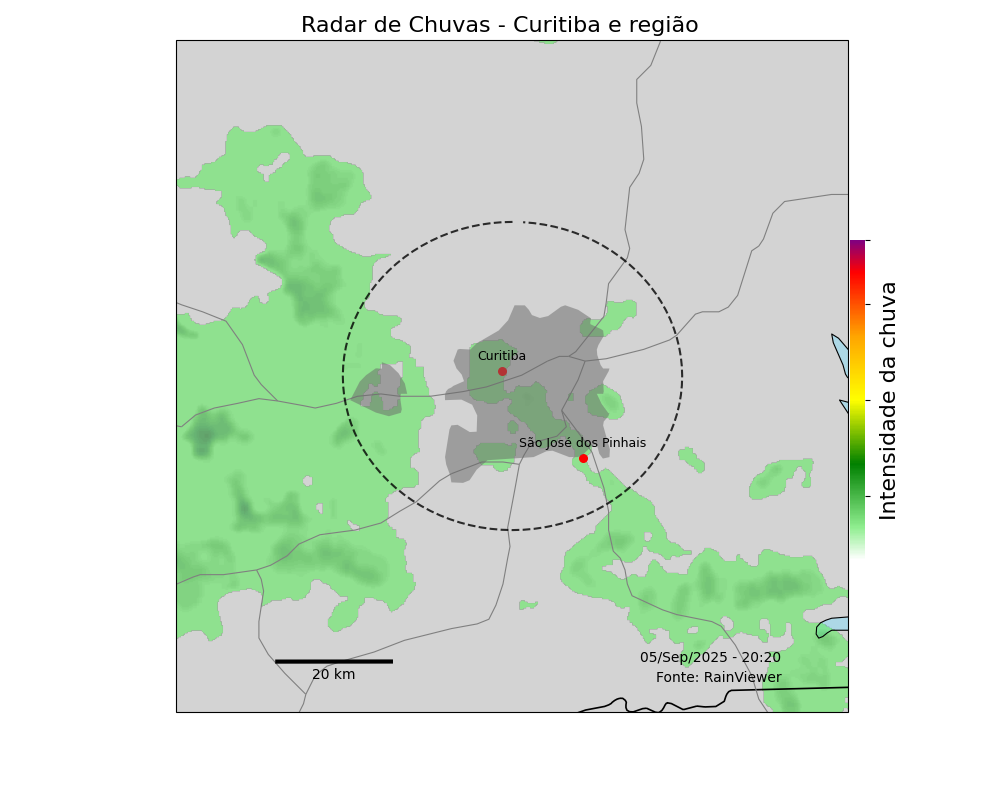 Radar de Chuvas - Curitiba e região
Curitiba
São José dos Pinhais
Intensidade da chuva
05/Sep/2025 - 20:20
Fonte: RainViewer
20 km